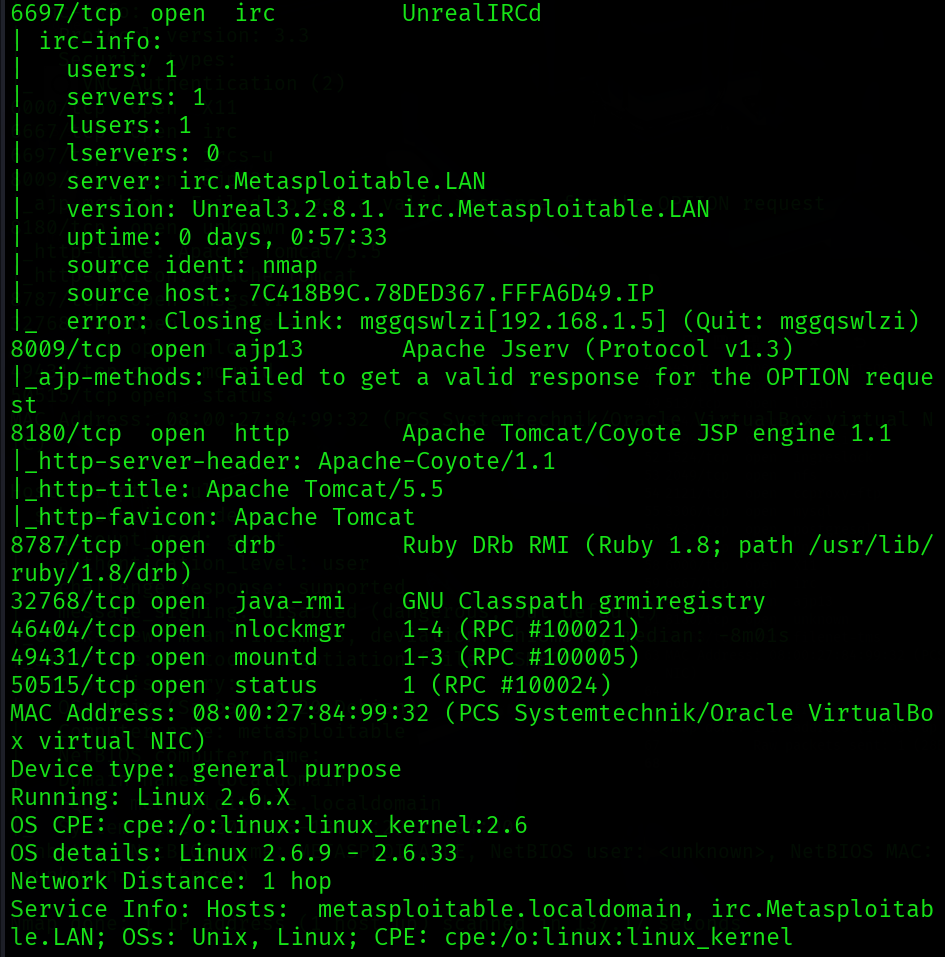 6697/tcp  open  irc         UnrealIRCd
| irc-info:
|   users: 1
|   servers: 1
|   lusers: 1
|   lservers: 0
|   server: irc.Metasploitable.LAN
|   version: Unreal3.2.8.1. irc.Metasploitable.LAN
|   uptime: 0 days, 0:57:33
|   source ident: nmap
|   source host: 7C418B9C.78DED367.FFFA6D49.IP
|_  error: Closing Link: mggqswlzi[192.168.1.5] (Quit: mggqswlzi)
8009/tcp  open  ajp13       Apache Jserv (Protocol v1.3)
|_ajp-methods: Failed to get a valid response for the OPTION reque
st
8180/tcp  open  http        Apache Tomcat/Coyote JSP engine 1.1
|_http-server-header: Apache-Coyote/1.1
|_http-title: Apache Tomcat/5.5
|_http-favicon: Apache Tomcat
8787/tcp  open  drb         Ruby DRb RMI (Ruby 1.8; path /usr/lib/
ruby/1.8/drb)
32768/tcp open  java-rmi    GNU Classpath grmiregistry
46404/tcp open  nlockmgr    1-4 (RPC #100021)
49431/tcp open  mountd      1-3 (RPC #100005)
50515/tcp open  status      1 (RPC #100024)
MAC Address: 08:00:27:84:99:32 (PCS Systemtechnik/Oracle VirtualBo
x virtual NIC)
Device type: general purpose
Running: Linux 2.6.X
OS CPE: cpe:/o:linux:linux_kernel:2.6
OS details: Linux 2.6.9 - 2.6.33
Network Distance: 1 hop
Service Info: Hosts:  metasploitable.localdomain, irc.Metasploitab
le.LAN; OSs: Unix, Linux; CPE: cpe:/o:linux:linux_kernel